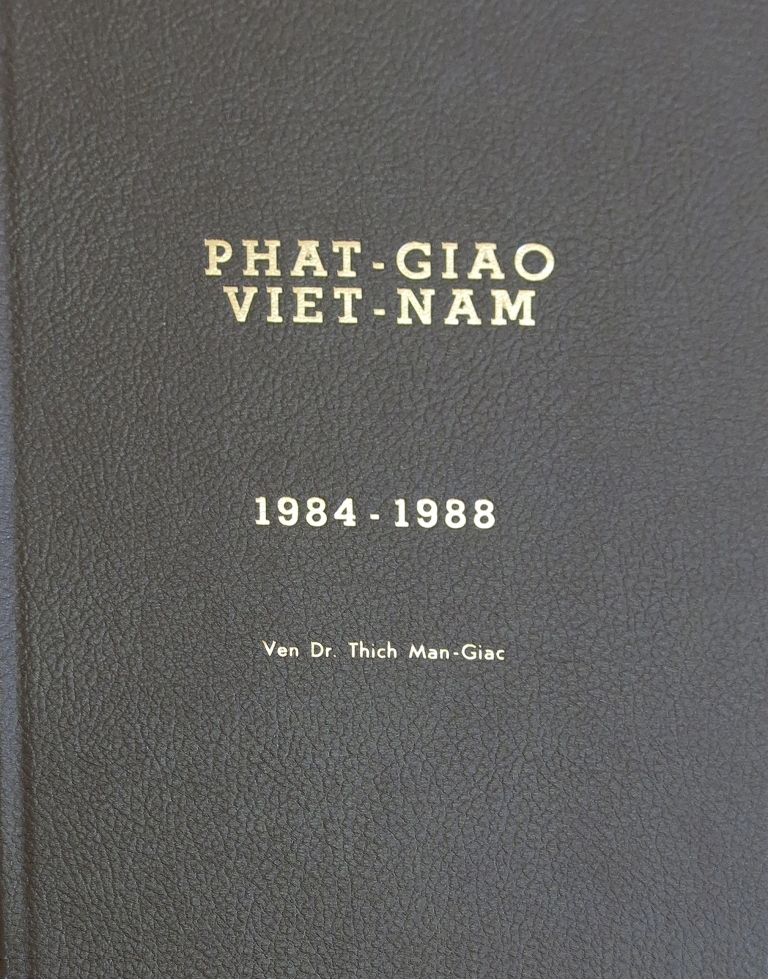 PHAT-GIAO
VIET-NAM
1984-1988
Ven Dr. Thich Man-Giac